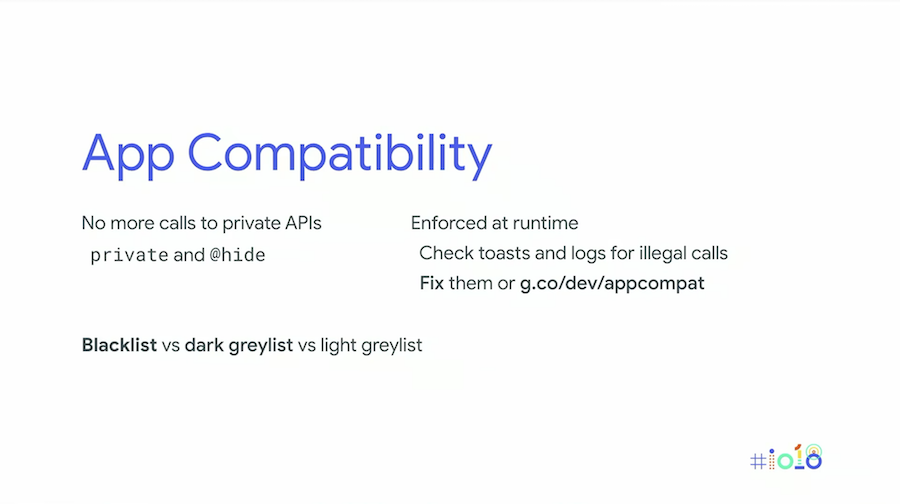 App Compatibility
No more calls to private APIs
private and @hide
Enforced at runtime
Check toasts and logs for illegal calls
Fix them or g.co/dev/appcompat
Blacklist vs dark greylist vs light greylist
#io18